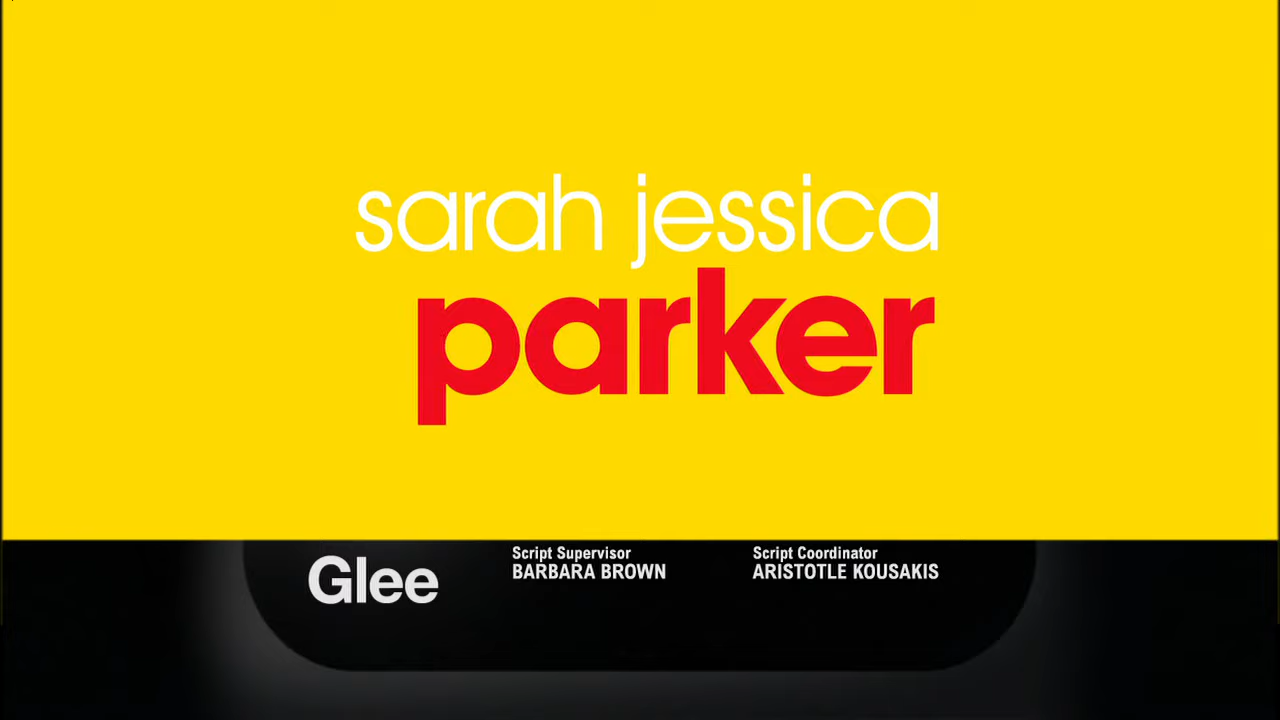 sarah jessica
parker
Glee
Script Supervisor
BARBARA BROWN
Script Coordinator
ARISTOTLE KOUSAKIS